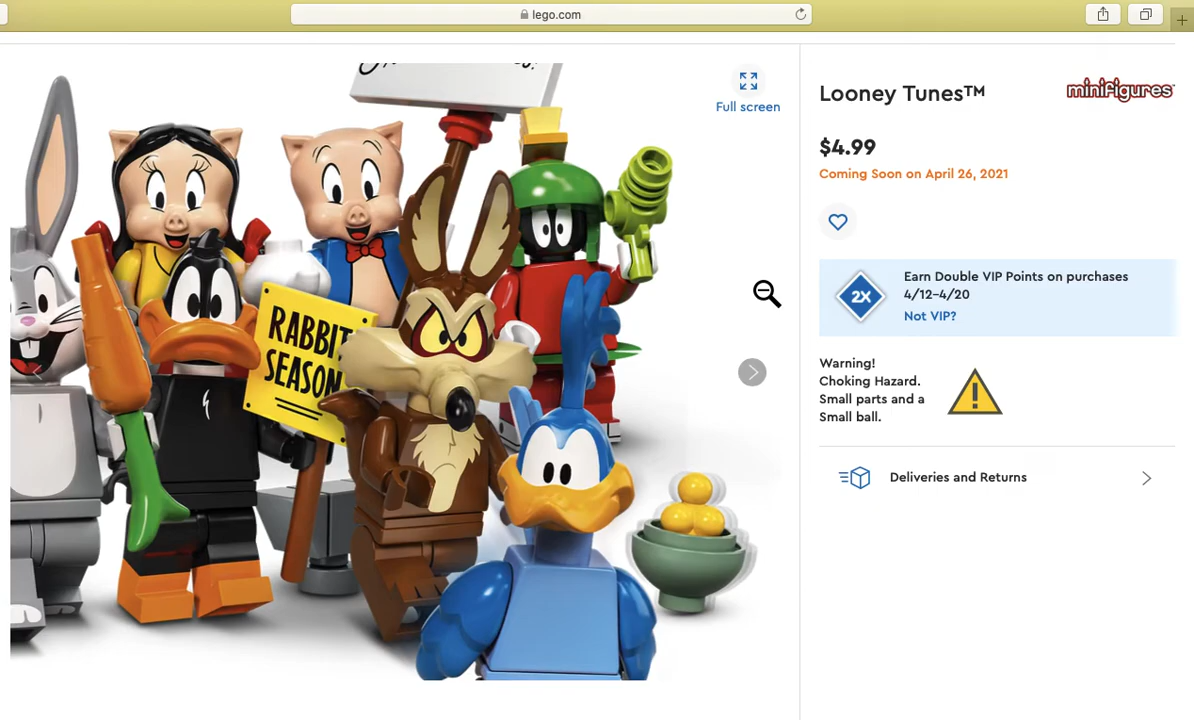 lego.com
Full screen
RABBIT
SEASON
Looney Tunes™
minifigures
$4.99
Coming Soon on April 26, 2021
2X
Earn Double VIP Points on purchases
4/12–4/20
Not VIP?
Warning!
Choking Hazard.
Small parts and a
Small ball.
Deliveries and Returns